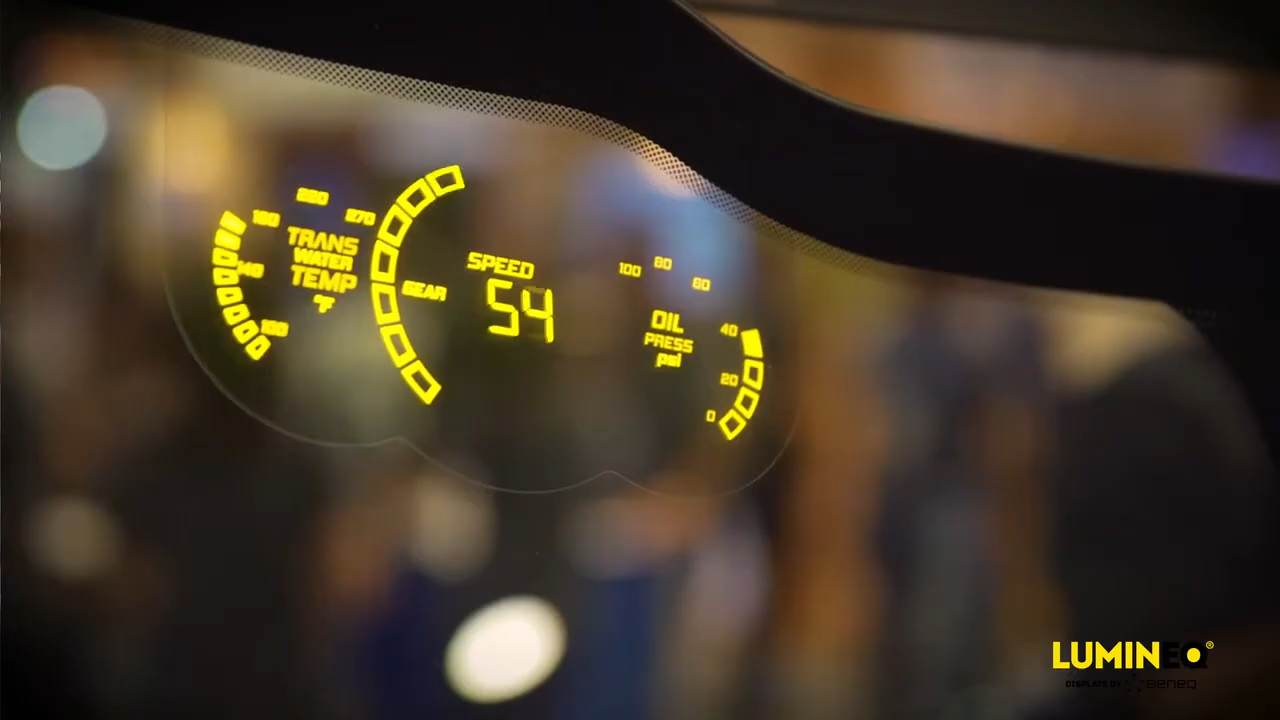 220
180
270
TRANS
WATER
TEMP
°F
140
100
GEAR
SPEED
54
100
80
60
OIL
PRESS
psi
40
20
0
LUMINEQ®
DISPLAYS BY beneq